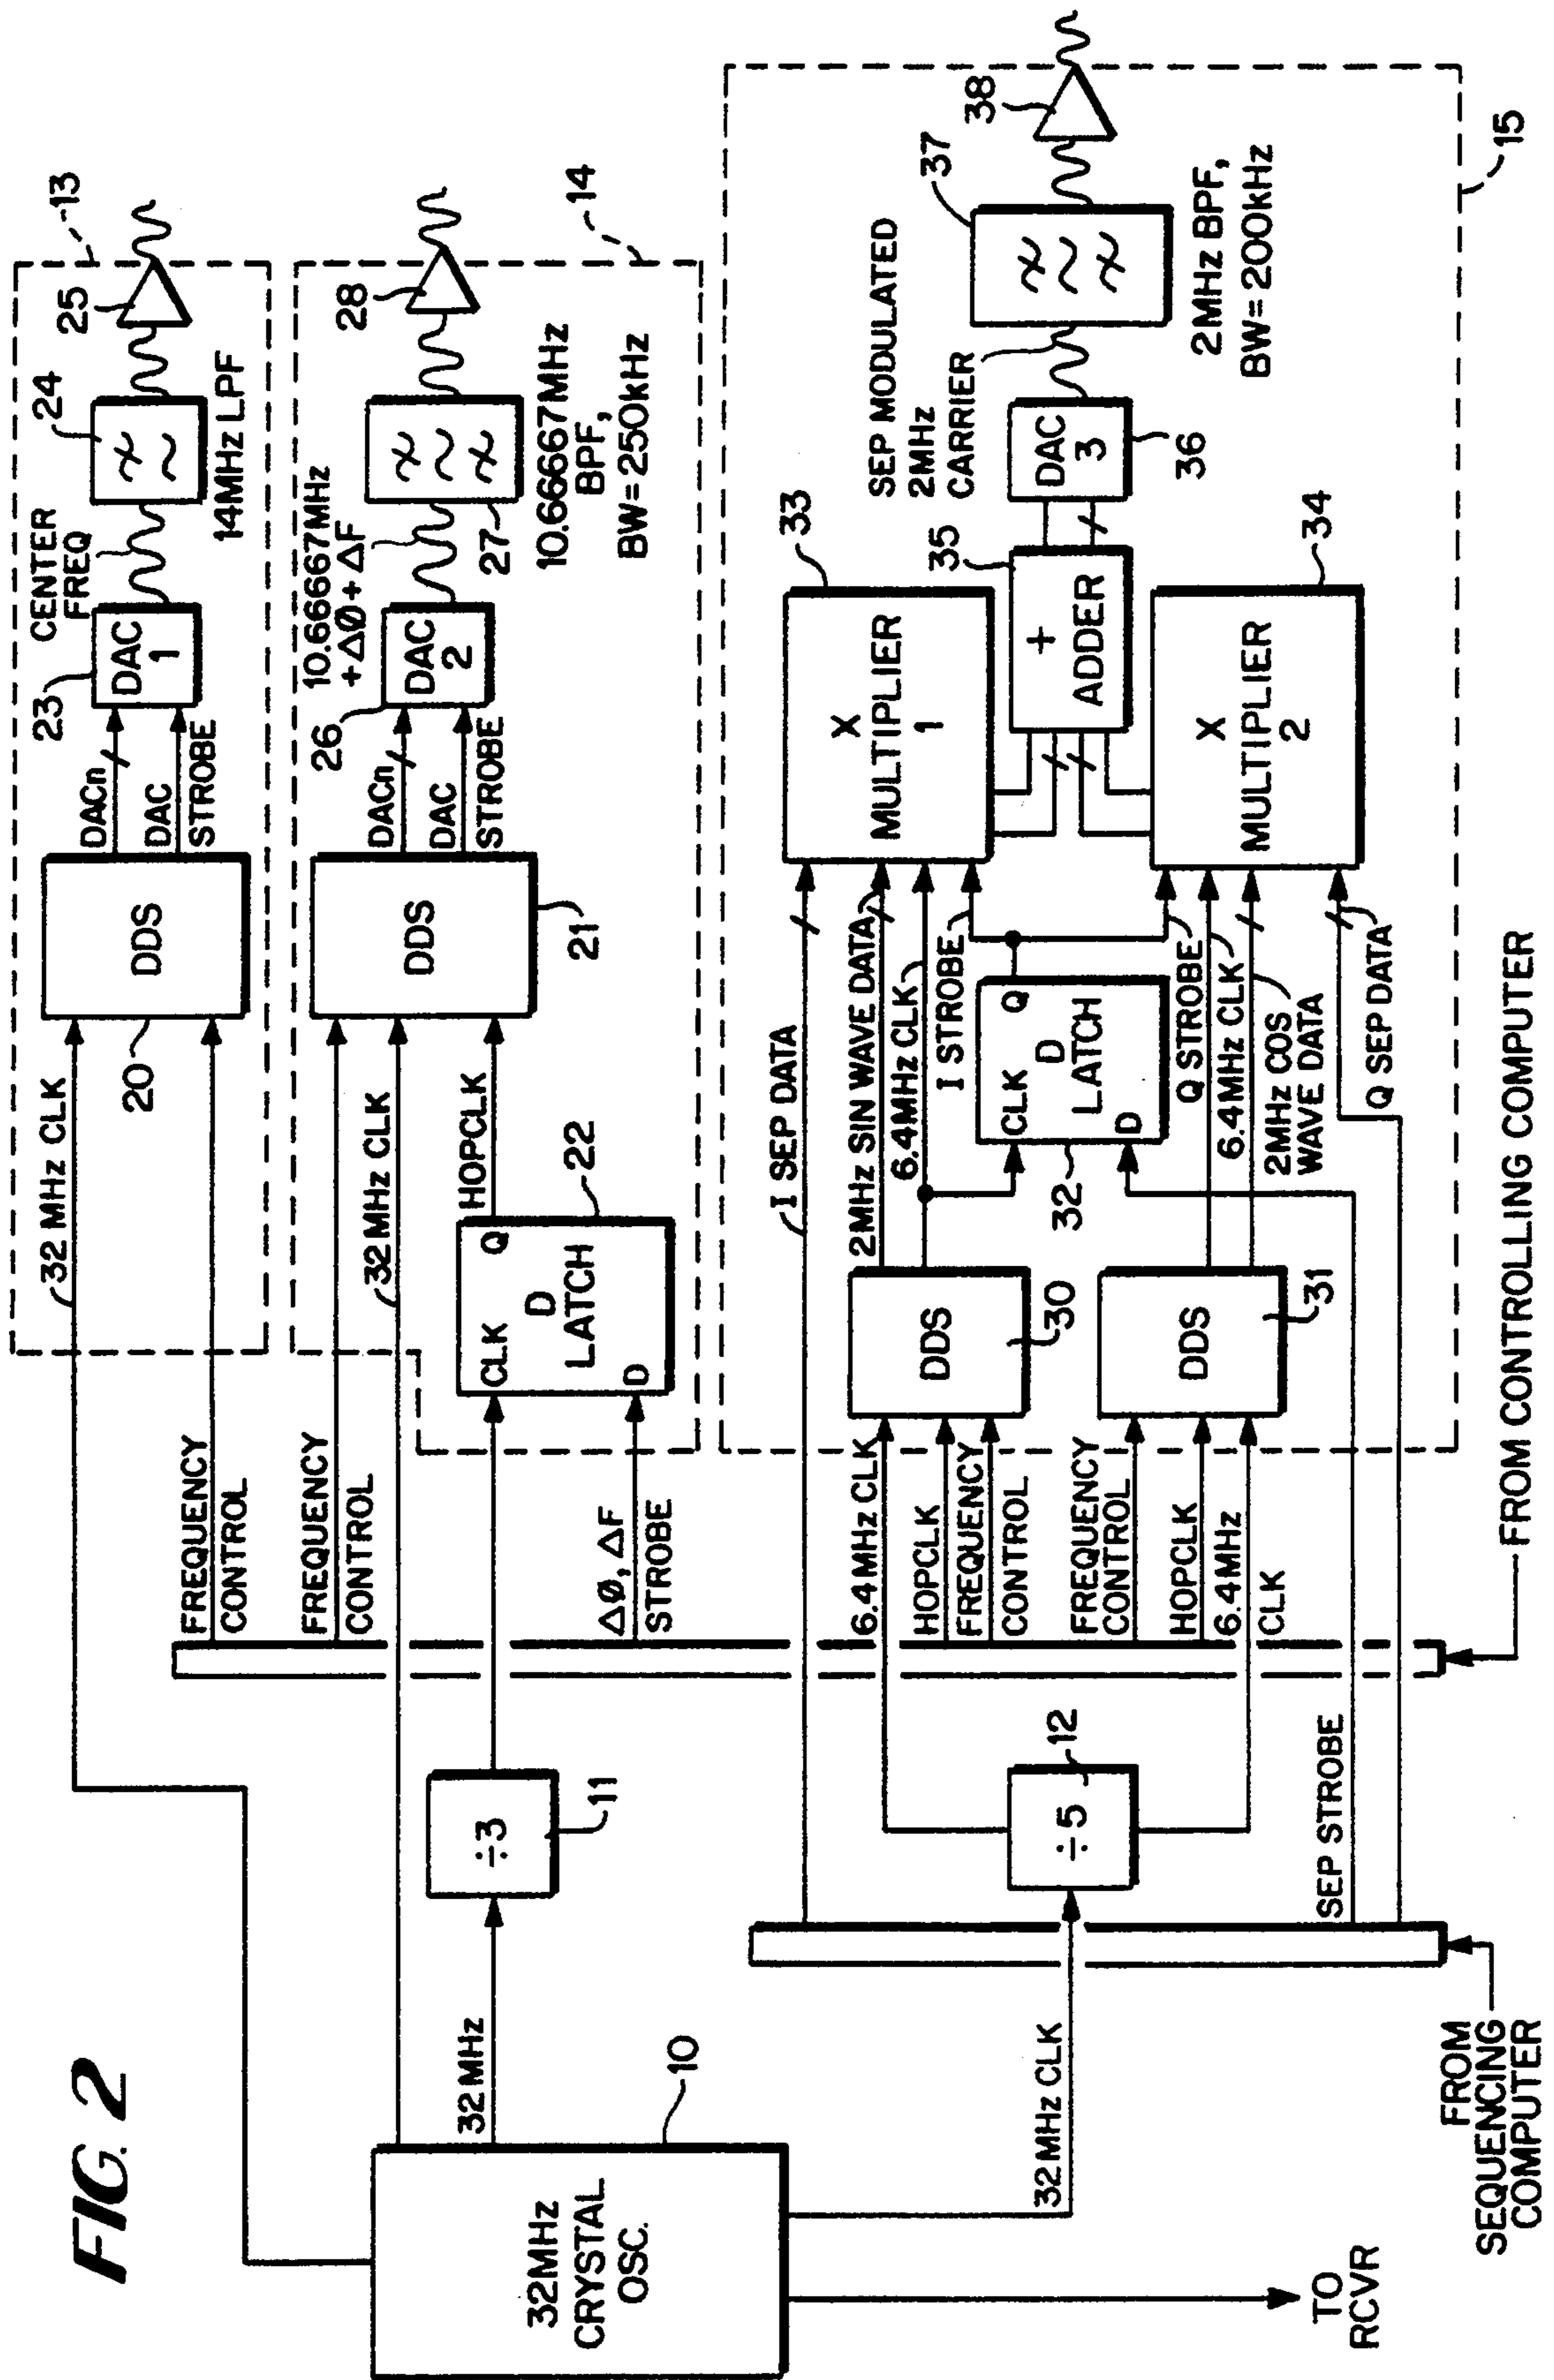 FIG. 2
32MHz
CRYSTAL
OSC.
10
TO
RCVR
32MHz
32MHz CLK
÷3
11
÷5
12
FROM
SEQUENCING
COMPUTER
FROM CONTROLLING COMPUTER
32 MHz CLK
FREQUENCY
CONTROL
20
DDS
DACn
DAC
STROBE
23
DAC
1
CENTER
FREQ
24
14MHz LPF
25
13
FREQUENCY
CONTROL
32MHz CLK
ΔØ, ΔF
STROBE
CLK
Q
D
LATCH
D
22
HOPCLK
DDS
21
DACn
DAC
STROBE
26
DAC
2
10.66667MHz
+ΔØ+ΔF
27
10.66667MHz
BPF,
BW=250kHz
28
14
I SEP DATA
6.4MHz CLK
HOPCLK
FREQUENCY
CONTROL
DDS
30
FREQUENCY
CONTROL
HOPCLK
6.4MHz
CLK
DDS
31
SEP STROBE
2MHz SIN WAVE DATA
6.4MHz CLK
I STROBE
CLK
Q
D
LATCH
D
32
Q STROBE
6.4MHz CLK
2MHz COS
WAVE DATA
Q SEP DATA
X
MULTIPLIER
1
33
X
MULTIPLIER
2
34
+
ADDER
35
DAC
3
36
SEP MODULATED
2MHz
CARRIER
37
2MHz BPF,
BW=200kHz
38
15